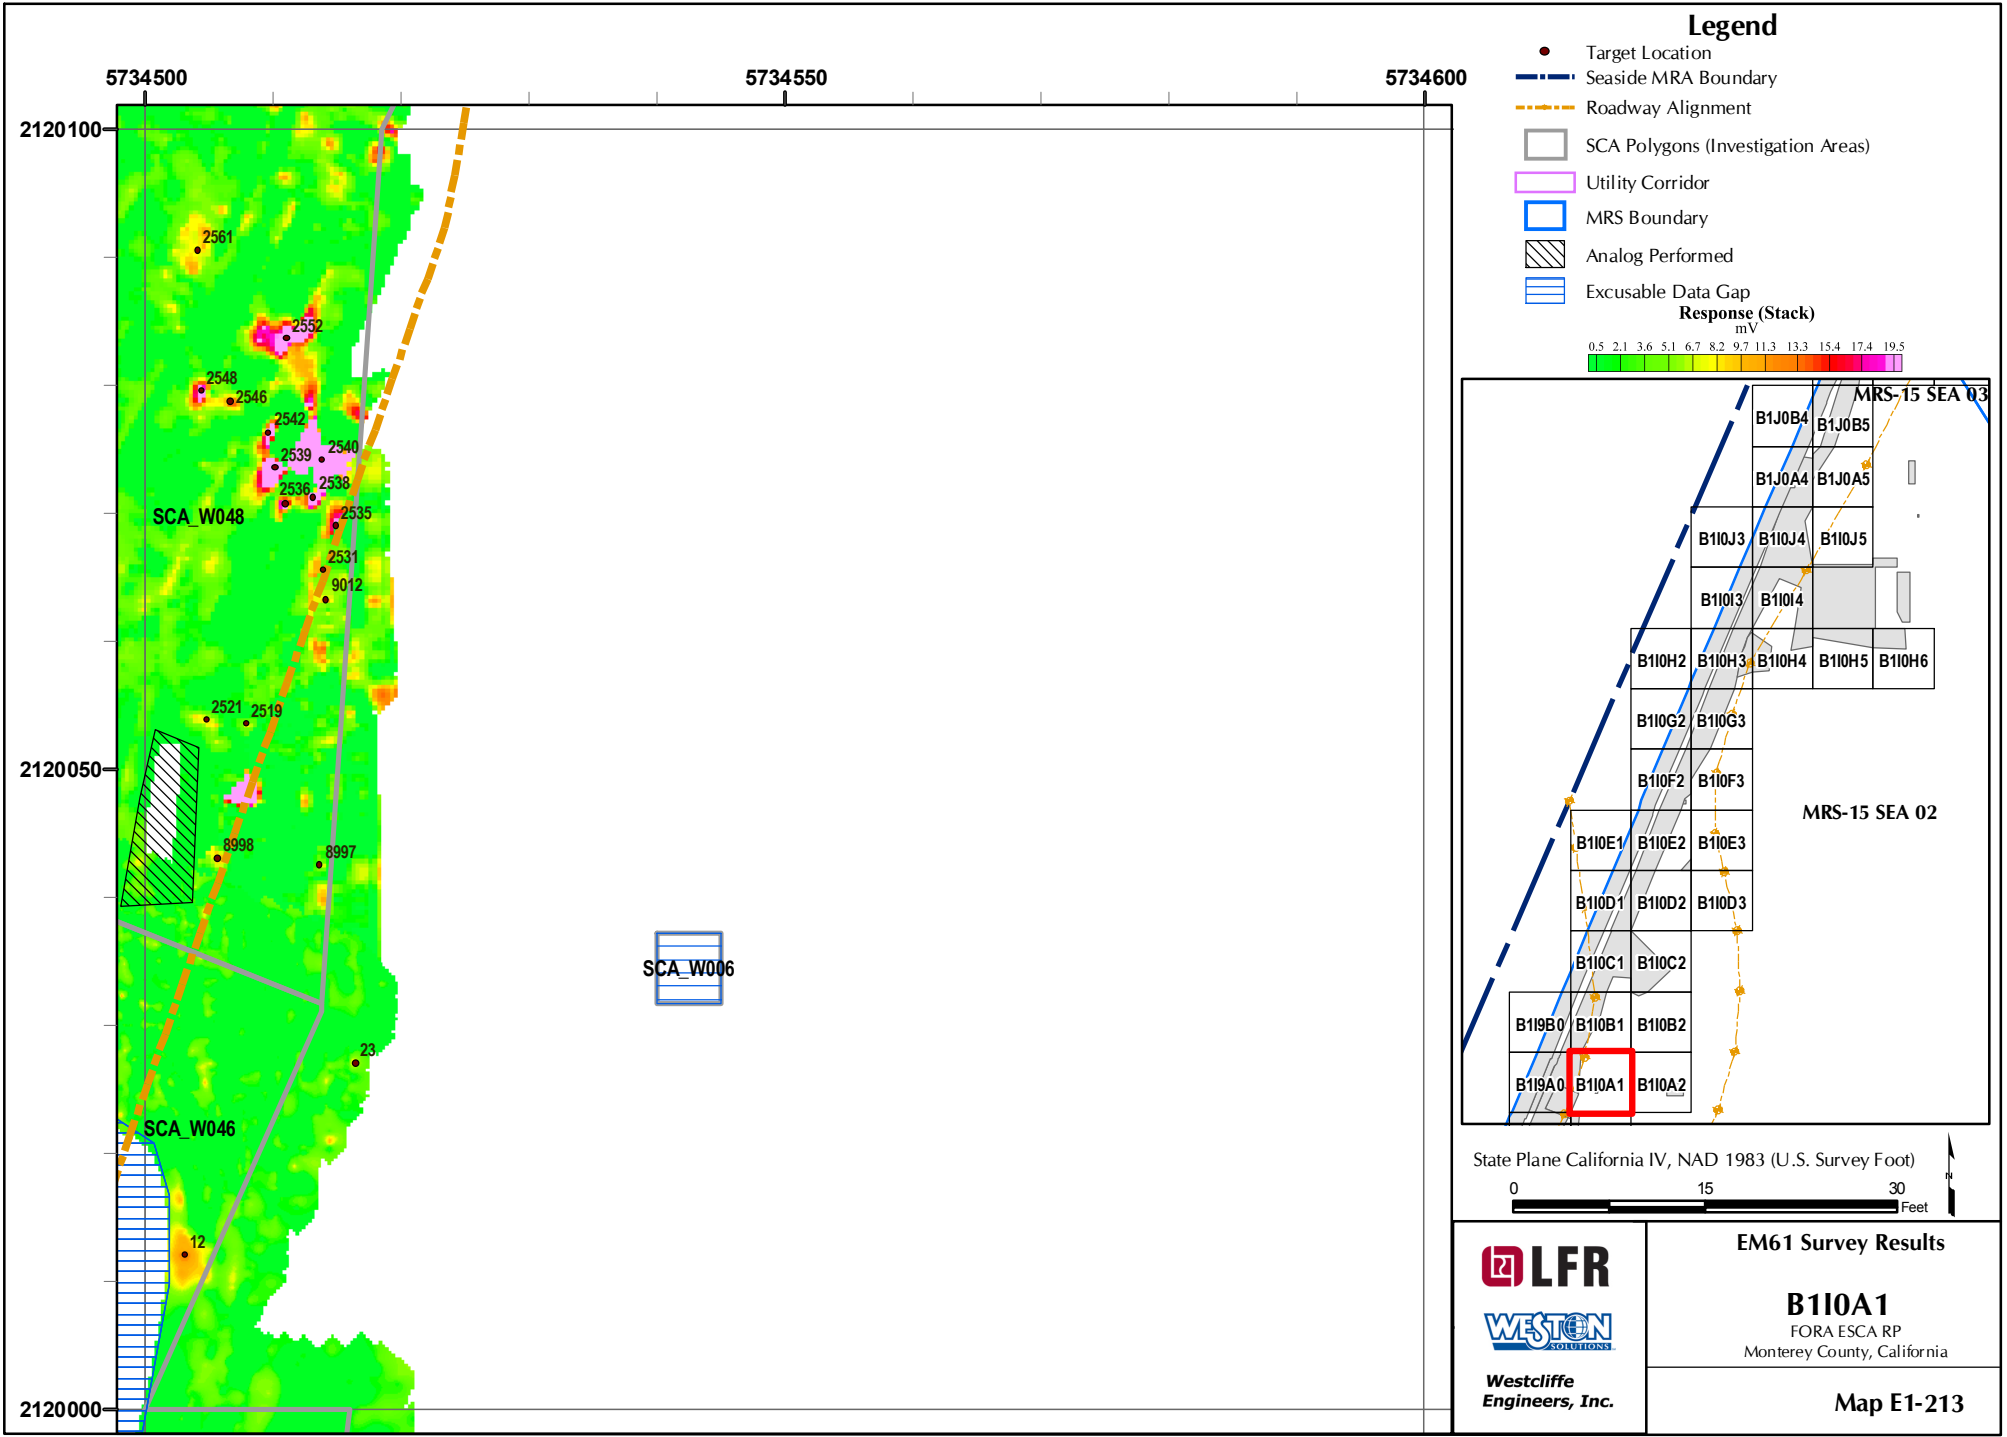 5734500
5734550
5734600
2120100
2120050
2120000
2561
2552
2548
2546
2542
2540
2539
2538
2536
2535
SCA_W048
2531
9012
2521
2519
8998
8997
SCA_W006
23
SCA_W046
12
Legend
Target Location
Seaside MRA Boundary
Roadway Alignment
SCA Polygons (Investigation Areas)
Utility Corridor
MRS Boundary
Analog Performed
Excusable Data Gap
Response (Stack)
mV
0.5 2.1 3.6 5.1 6.7 8.2 9.7 11.3 13.3 15.4 17.4 19.5
MRS-15 SEA 03
B1J0B4 B1J0B5
B1J0A4 B1J0A5
B1I0J3 B1I0J4 B1I0J5
B1I0I3 B1I0I4
B1I0H2 B1I0H3 B1I0H4 B1I0H5 B1I0H6
B1I0G2 B1I0G3
B1I0F2 B1I0F3
MRS-15 SEA 02
B1I0E1 B1I0E2 B1I0E3
B1I0D1 B1I0D2 B1I0D3
B1I0C1 B1I0C2
B1I9B0 B1I0B1 B1I0B2
B1I9A0 B1I0A1 B1I0A2
State Plane California IV, NAD 1983 (U.S. Survey Foot)
0 15 30
Feet
N
LFR
WESTON
SOLUTIONS
Westcliffe
Engineers, Inc.
EM61 Survey Results
B1I0A1
FORA ESCA RP
Monterey County, California
Map E1-213